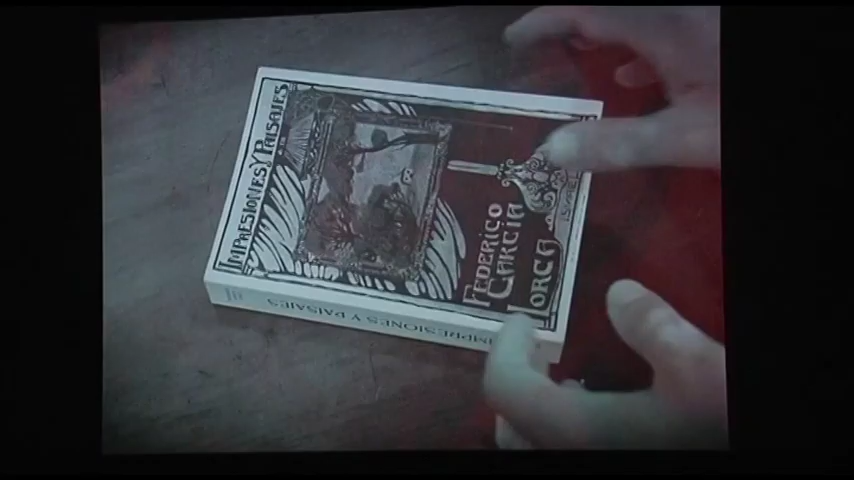 IMPRESIONES Y PAISAJES
FEDERICO
GARCIA
LORCA
IMPRESIONES Y PAISAJES